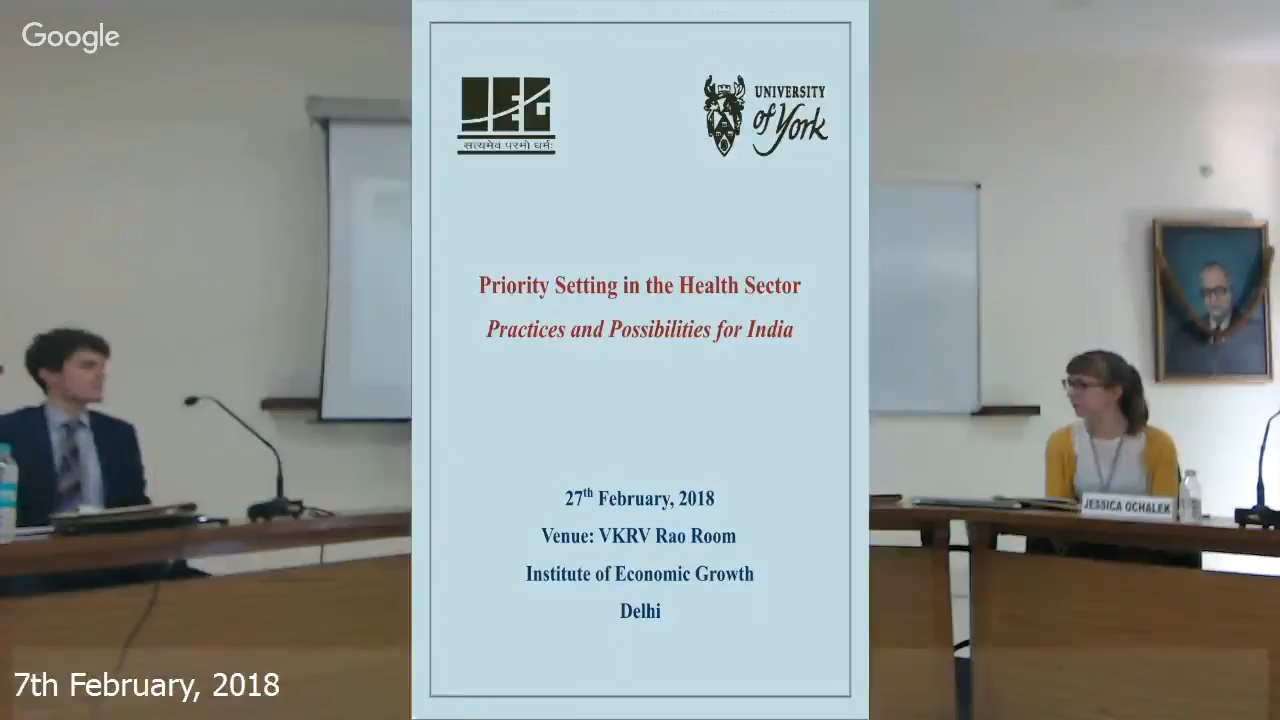 Google
IEG
सत्यमेव परमो धर्मः
UNIVERSITY
of York
Priority Setting in the Health Sector
Practices and Possibilities for India
27th February, 2018
Venue: VKRV Rao Room
Institute of Economic Growth
Delhi
JESSICA OCHALEK
7th February, 2018